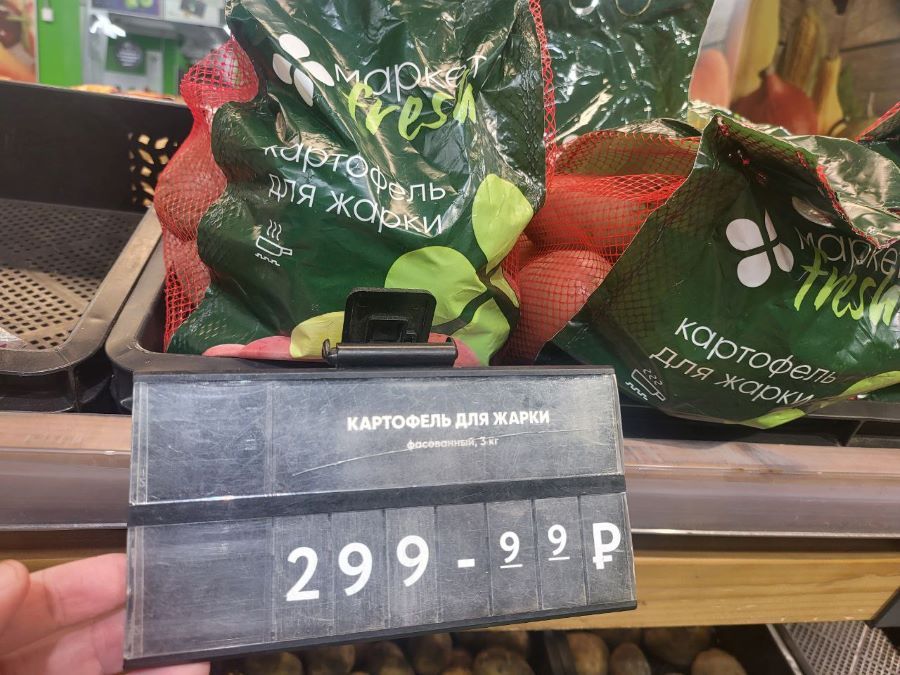 маркет
fresh
картофель
для жарки
маркет
fresh
картофель
для жарки
КАРТОФЕЛЬ ДЛЯ ЖАРКИ
фасованный, 3 кг
299-99₽